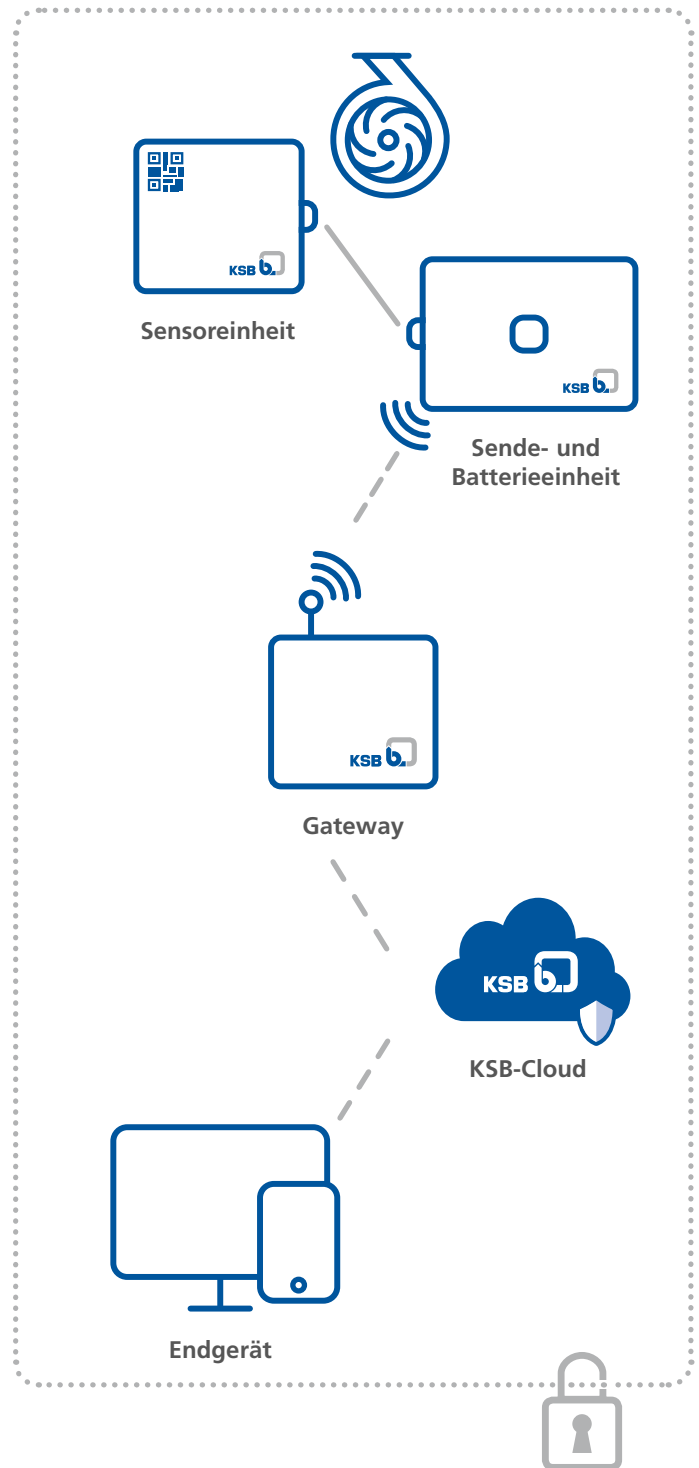 KSB b.
Sensoreinheit
KSB b.
Sende- und
Batterieeinheit
KSB b.
Gateway
KSB b.
KSB-Cloud
Endgerät